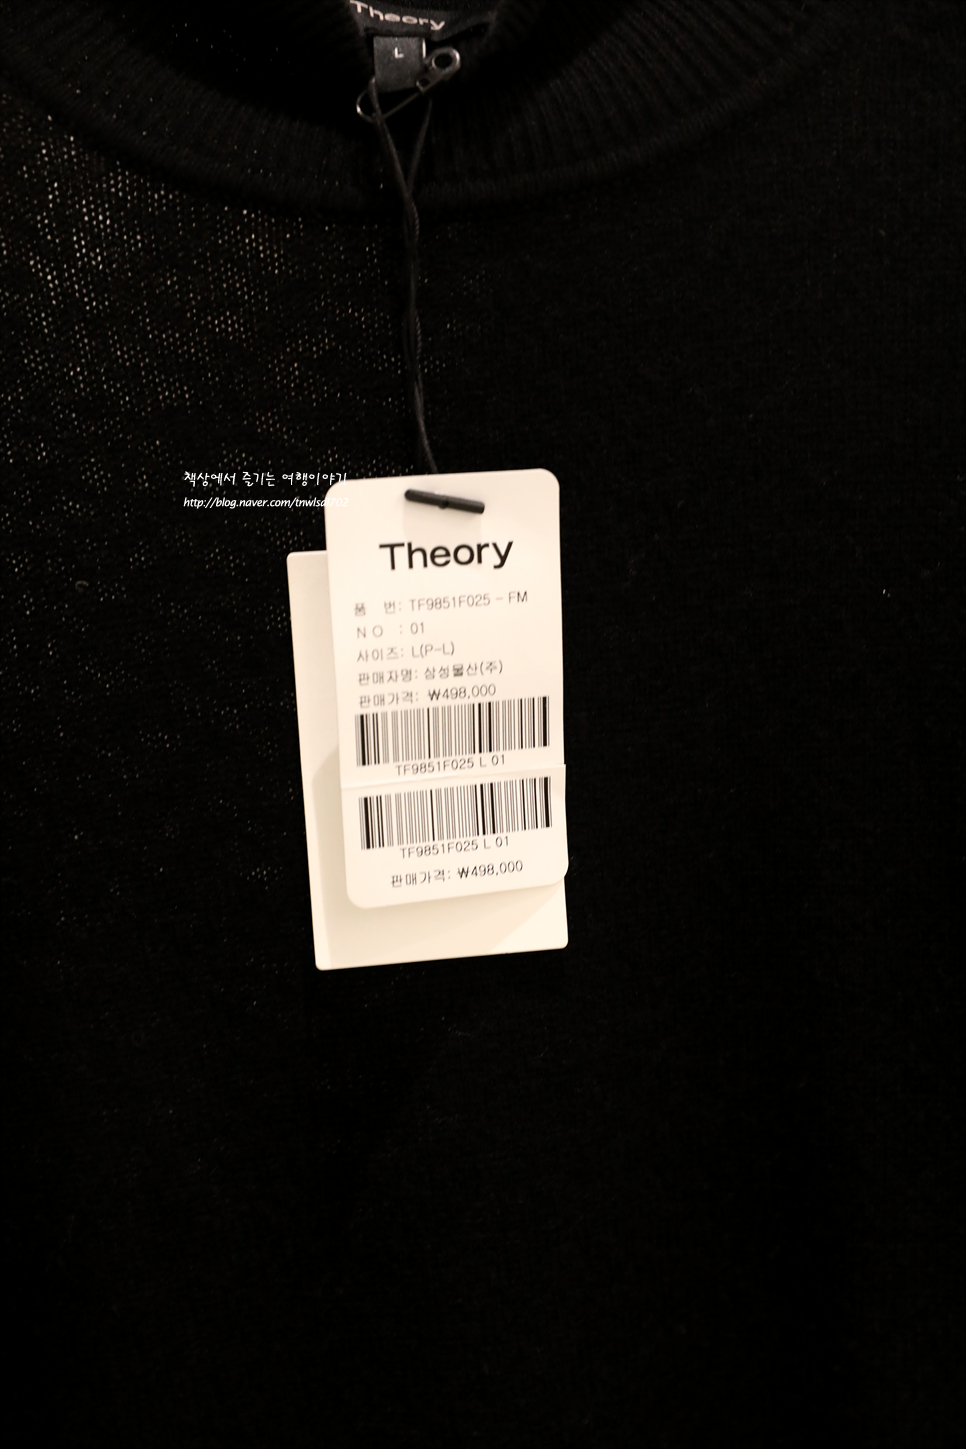 Theory
L
책상에서 즐기는 여행이야기
Theory
품 번: TF9851F025 - FM
NO : 01
사이즈: L(P-L)
판매자명: 삼성물산(주)
판매가격: ₩498,000
TF9851F025 L 01
TF9851F025 L 01
판매가격: ₩498,000